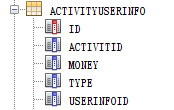 ACTIVITYUSERINFO
ID
ACTIVITID
MONEY
TYPE
USERINFOID